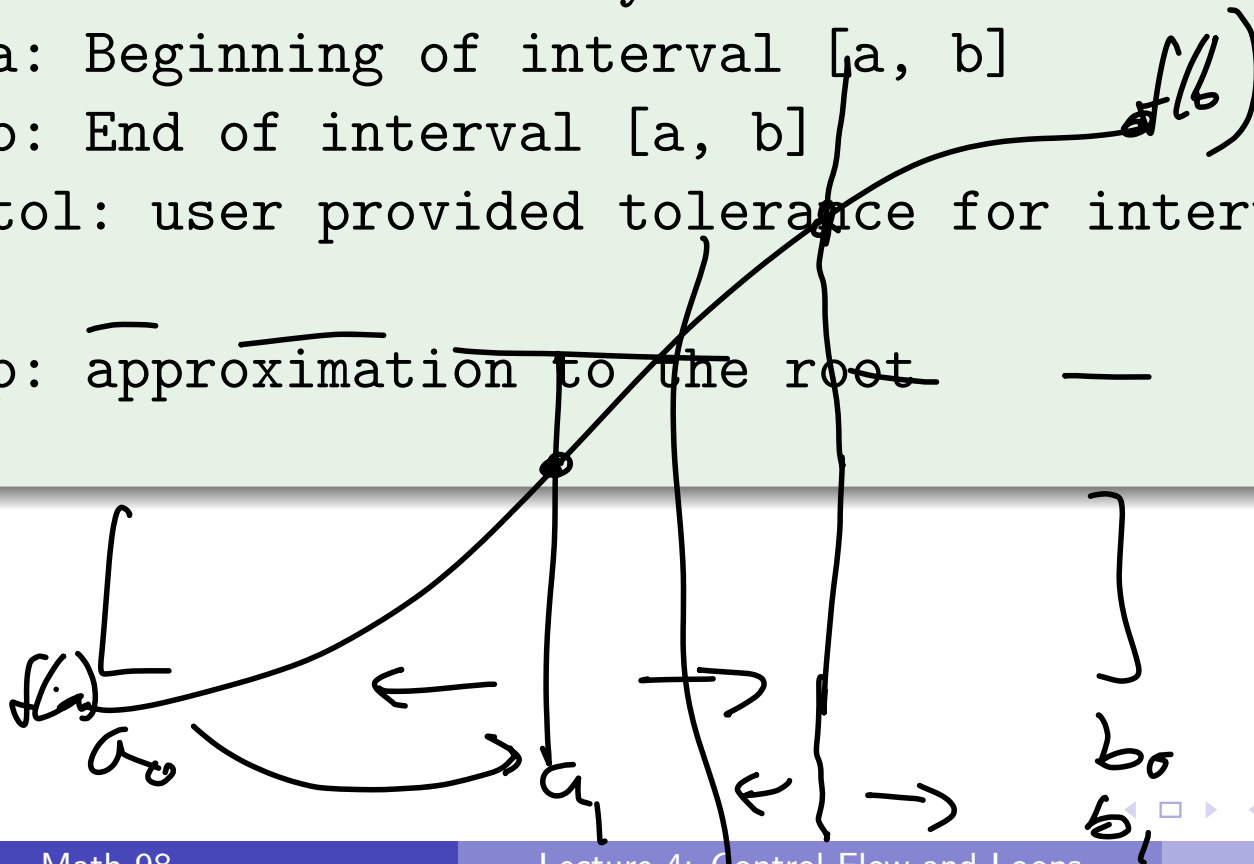 a: Beginning of interval [a, b]
f(b)
b: End of interval [a, b]
tol: user provided tolerance for inter
p: approximation to the root
f(a)
a₀
a₁
b₀
b₁
Math 98
Lecture 4: Control Flow and Loops